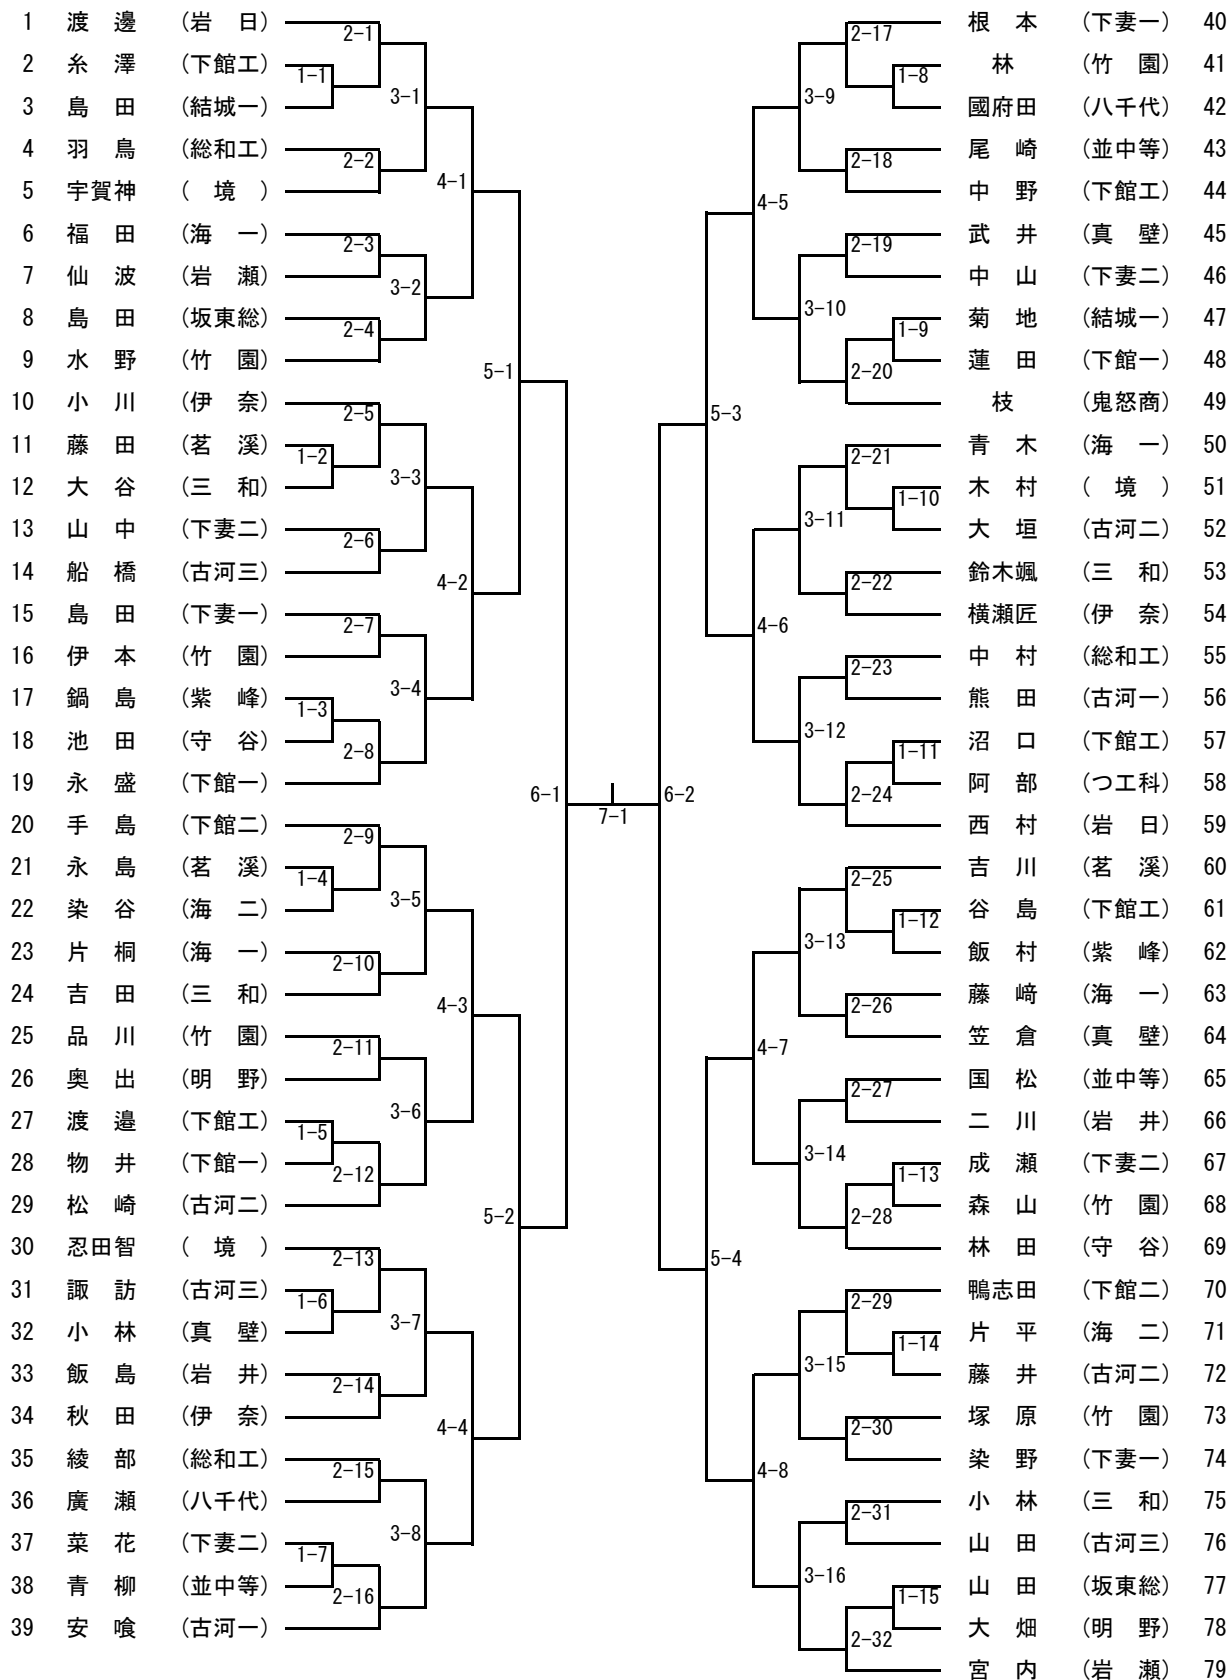 1 渡 邊 (岩 日)
2 糸 澤 (下館工)
3 島 田 (結城一)
4 羽 鳥 (総和工)
5 宇賀神 ( 境 )
6 福 田 (海 一)
7 仙 波 (岩 瀬)
8 島 田 (坂東総)
9 水 野 (竹 園)
10 小 川 (伊 奈)
11 藤 田 (茗 溪)
12 大 谷 (三 和)
13 山 中 (下妻二)
14 船 橋 (古河三)
15 島 田 (下妻一)
16 伊 本 (竹 園)
17 鍋 島 (紫 峰)
18 池 田 (守 谷)
19 永 盛 (下館一)
20 手 島 (下館二)
21 永 島 (茗 溪)
22 染 谷 (海 二)
23 片 桐 (海 一)
24 吉 田 (三 和)
25 品 川 (竹 園)
26 奥 出 (明 野)
27 渡 邉 (下館工)
28 物 井 (下館一)
29 松 崎 (古河二)
30 忍田智 ( 境 )
31 諏 訪 (古河三)
32 小 林 (真 壁)
33 飯 島 (岩 井)
34 秋 田 (伊 奈)
35 綾 部 (総和工)
36 廣 瀬 (八千代)
37 菜 花 (下妻二)
38 青 柳 (並中等)
39 安 喰 (古河一)
1-1
1-2
1-3
1-4
1-5
1-6
1-7
2-1
2-2
2-3
2-4
2-5
2-6
2-7
2-8
2-9
2-10
2-11
2-12
2-13
2-14
2-15
2-16
3-1
3-2
3-3
3-4
3-5
3-6
3-7
3-8
4-1
4-2
4-3
4-4
5-1
5-2
6-1
7-1
6-2
5-3
5-4
4-5
4-6
4-7
4-8
3-9
3-10
3-11
3-12
3-13
3-14
3-15
3-16
2-17
2-18
2-19
2-20
2-21
2-22
2-23
2-24
2-25
2-26
2-27
2-28
2-29
2-30
2-31
2-32
1-8
1-9
1-10
1-11
1-12
1-13
1-14
1-15
根 本 (下妻一) 40
林 (竹 園) 41
國府田 (八千代) 42
尾 崎 (並中等) 43
中 野 (下館工) 44
武 井 (真 壁) 45
中 山 (下妻二) 46
菊 地 (結城一) 47
蓮 田 (下館一) 48
枝 (鬼怒商) 49
青 木 (海 一) 50
木 村 ( 境 ) 51
大 垣 (古河二) 52
鈴木颯 (三 和) 53
横瀬匠 (伊 奈) 54
中 村 (総和工) 55
熊 田 (古河一) 56
沼 口 (下館工) 57
阿 部 (つ工科) 58
西 村 (岩 日) 59
吉 川 (茗 溪) 60
谷 島 (下館工) 61
飯 村 (紫 峰) 62
藤 﨑 (海 一) 63
笠 倉 (真 壁) 64
国 松 (並中等) 65
二 川 (岩 井) 66
成 瀬 (下妻二) 67
森 山 (竹 園) 68
林 田 (守 谷) 69
鴨志田 (下館二) 70
片 平 (海 二) 71
藤 井 (古河二) 72
塚 原 (竹 園) 73
染 野 (下妻一) 74
小 林 (三 和) 75
山 田 (古河三) 76
山 田 (坂東総) 77
大 畑 (明 野) 78
宮 内 (岩 瀬) 79